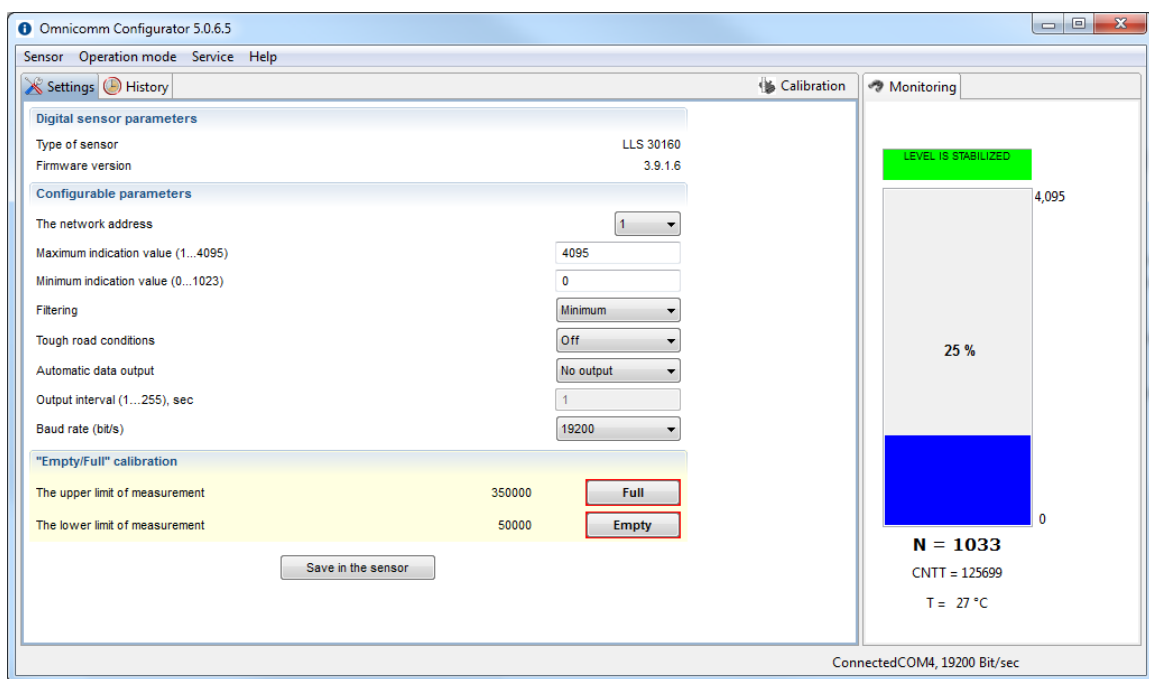 Omnicomm Configurator 5.0.6.5
Sensor Operation mode Service Help
Settings History Calibration
Digital sensor parameters
Type of sensor LLS 30160
Firmware version 3.9.1.6
Configurable parameters
The network address 1
Maximum indication value (1...4095) 4095
Minimum indication value (0...1023) 0
Filtering Minimum
Tough road conditions Off
Automatic data output No output
Output interval (1...255), sec 1
Baud rate (bit/s) 19200
"Empty/Full" calibration
The upper limit of measurement 350000 Full
The lower limit of measurement 50000 Empty
Save in the sensor
Monitoring
LEVEL IS STABILIZED
4,095
25 %
0
N = 1033
CNTT = 125699
T = 27 °C
ConnectedCOM4, 19200 Bit/sec